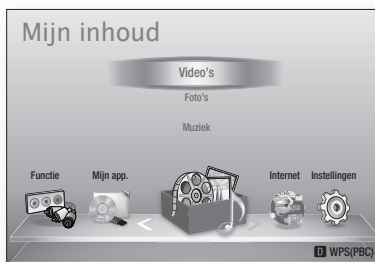 Mijn inhoud
Video's
Foto's
Muziek
Functie Mijn app. Internet Instellingen
D WPS(PBC)